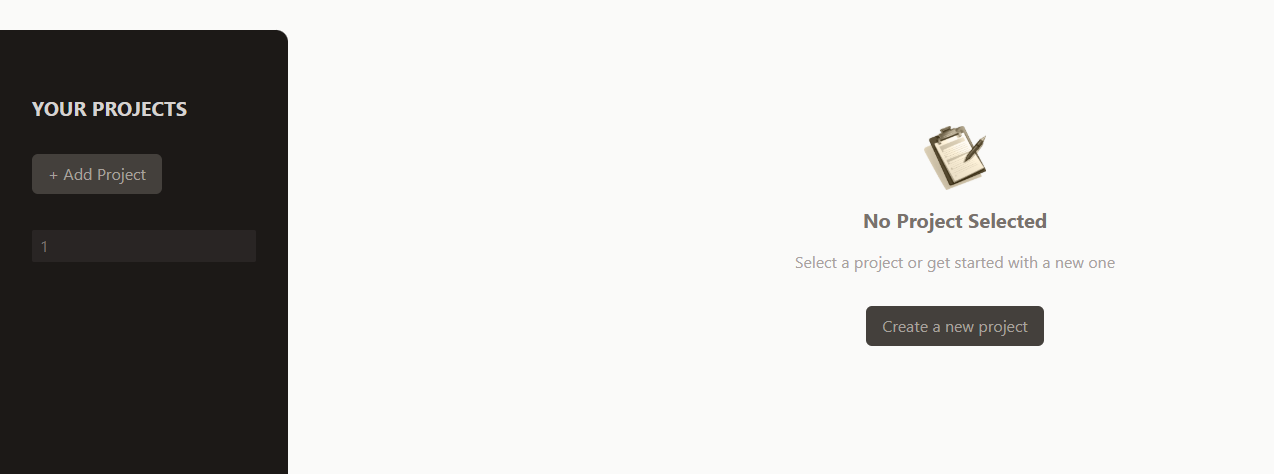 YOUR PROJECTS
+ Add Project
1
No Project Selected
Select a project or get started with a new one
Create a new project